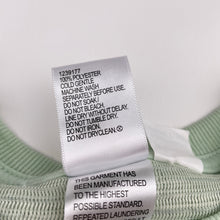 1239177
100% POLYESTER
COLD GENTLE
MACHINE WASH
SEPARATELY BEFORE USE.
DO NOT SOAK.
DO NOT BLEACH.
LINE DRY WITHOUT DELAY.
DO NOT TUMBLE DRY.
DO NOT IRON.
DO NOT DRYCLEAN
THIS GARMENT HAS
BEEN MANUFACTURED
TO THE HIGHEST
POSSIBLE STANDARD.
REPEATED LAUNDERING